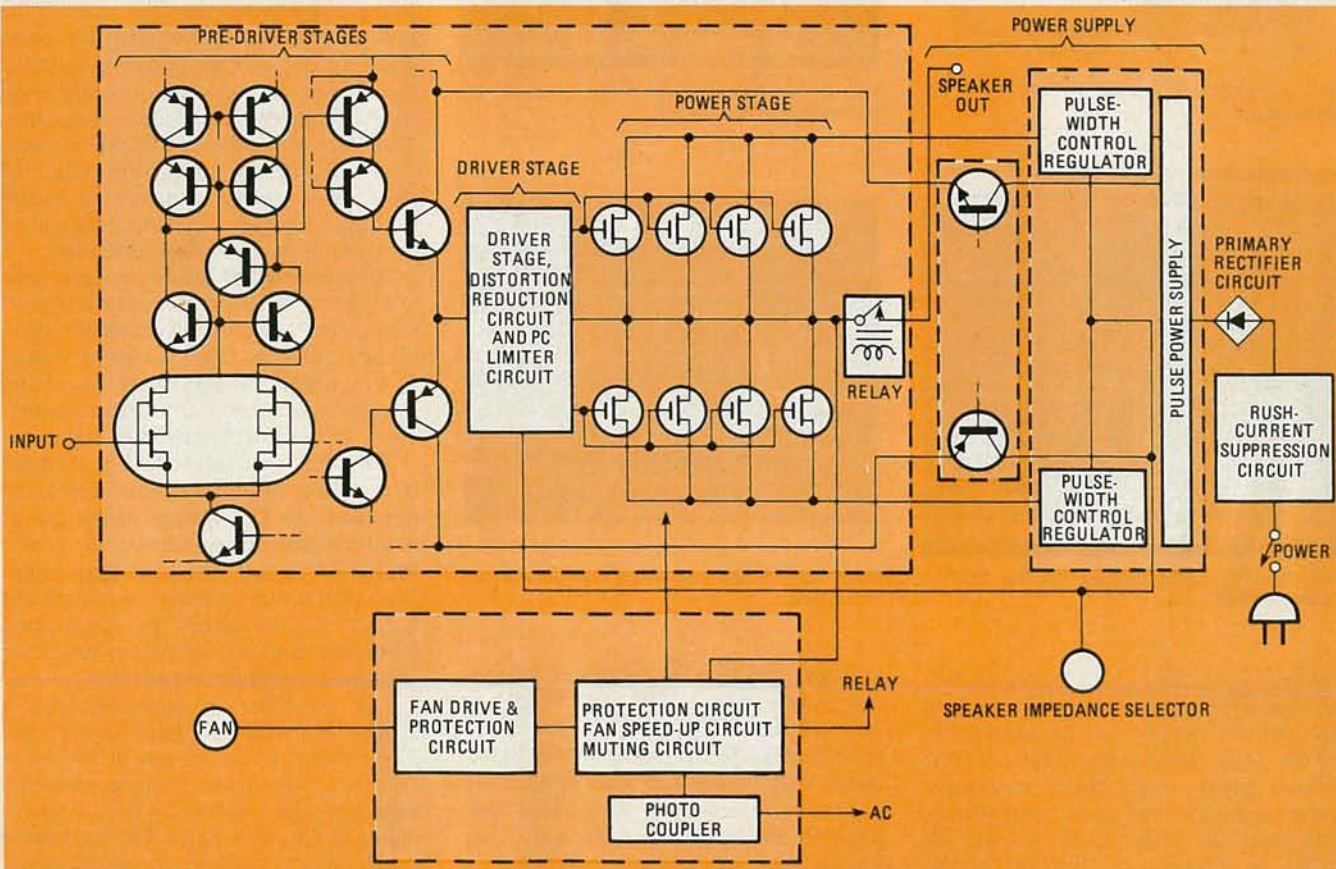 PRE-DRIVER STAGES
POWER SUPPLY
SPEAKER
OUT
POWER STAGE
PULSE-
WIDTH
CONTROL
REGULATOR
DRIVER STAGE
DRIVER
STAGE,
DISTORTION
REDUCTION
CIRCUIT
AND PC
LIMITER
CIRCUIT
PULSE POWER SUPPLY
PRIMARY
RECTIFIER
CIRCUIT
RELAY
INPUT
RUSH-
CURRENT
SUPPRESSION
CIRCUIT
PULSE-
WIDTH
CONTROL
REGULATOR
POWER
FAN
FAN DRIVE &
PROTECTION
CIRCUIT
PROTECTION CIRCUIT
FAN SPEED-UP CIRCUIT
MUTING CIRCUIT
RELAY
SPEAKER IMPEDANCE SELECTOR
PHOTO
COUPLER
AC